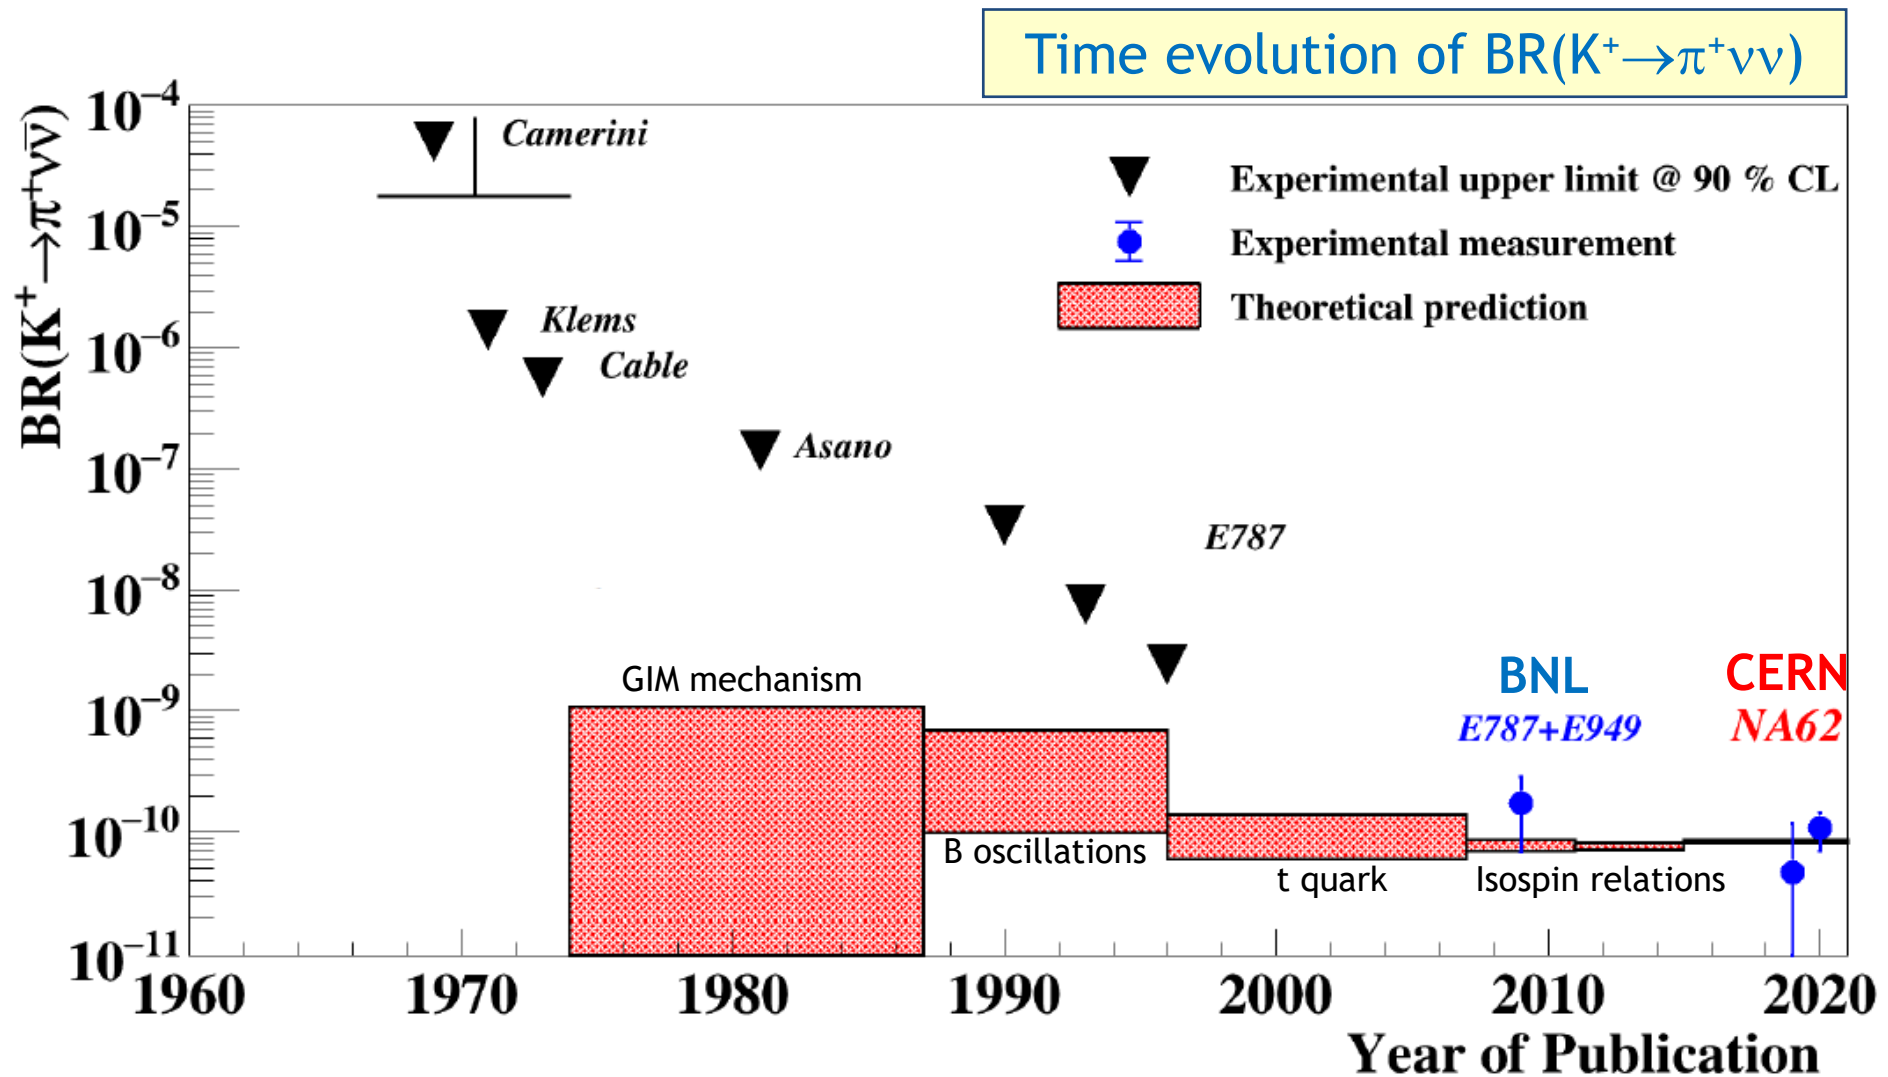 Time evolution of BR(K⁺→π⁺νν)
BR(K⁺→π⁺νν̅)
10⁻⁴
10⁻⁵
10⁻⁶
10⁻⁷
10⁻⁸
10⁻⁹
10⁻¹⁰
10⁻¹¹
Camerini
Experimental upper limit @ 90 % CL
Experimental measurement
Theoretical prediction
Klems
Cable
Asano
E787
GIM mechanism
BNL
E787+E949
CERN
NA62
B oscillations
t quark
Isospin relations
1960 1970 1980 1990 2000 2010 2020
Year of Publication